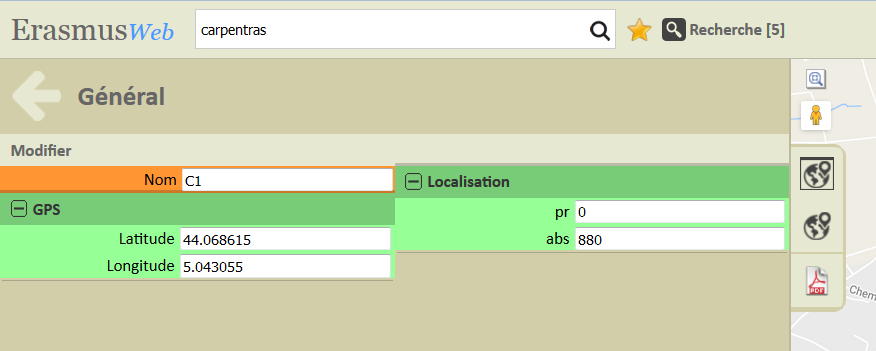 ErasmusWeb
carpentras
Recherche [5]
Général
Modifier
Nom C1
GPS
Latitude 44.068615
Longitude 5.043055
Localisation
pr 0
abs 880
PDF
Chem